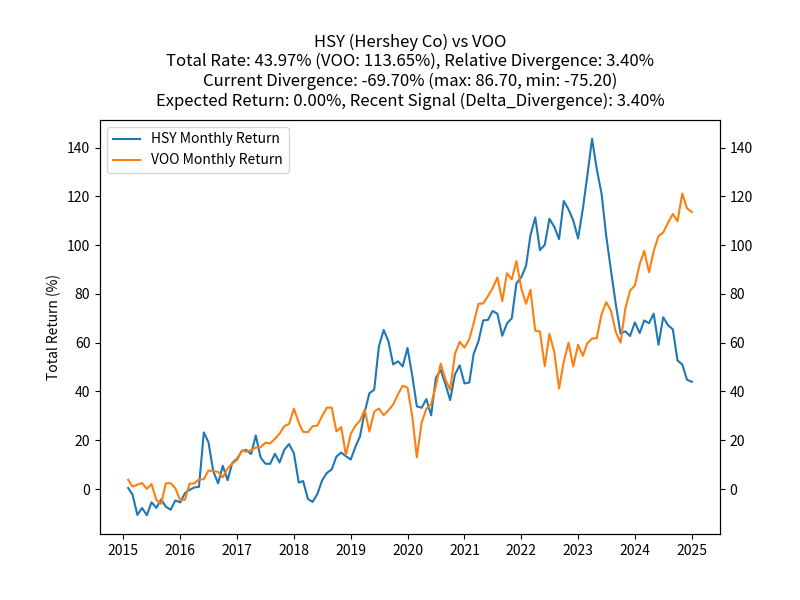 HSY (Hershey Co) vs VOO
Total Rate: 43.97% (VOO: 113.65%), Relative Divergence: 3.40%
Current Divergence: -69.70% (max: 86.70, min: -75.20)
Expected Return: 0.00%, Recent Signal (Delta_Divergence): 3.40%
HSY Monthly Return
VOO Monthly Return
Total Return (%)
140
120
100
80
60
40
20
0
140
120
100
80
60
40
20
0
2015 2016 2017 2018 2019 2020 2021 2022 2023 2024 2025